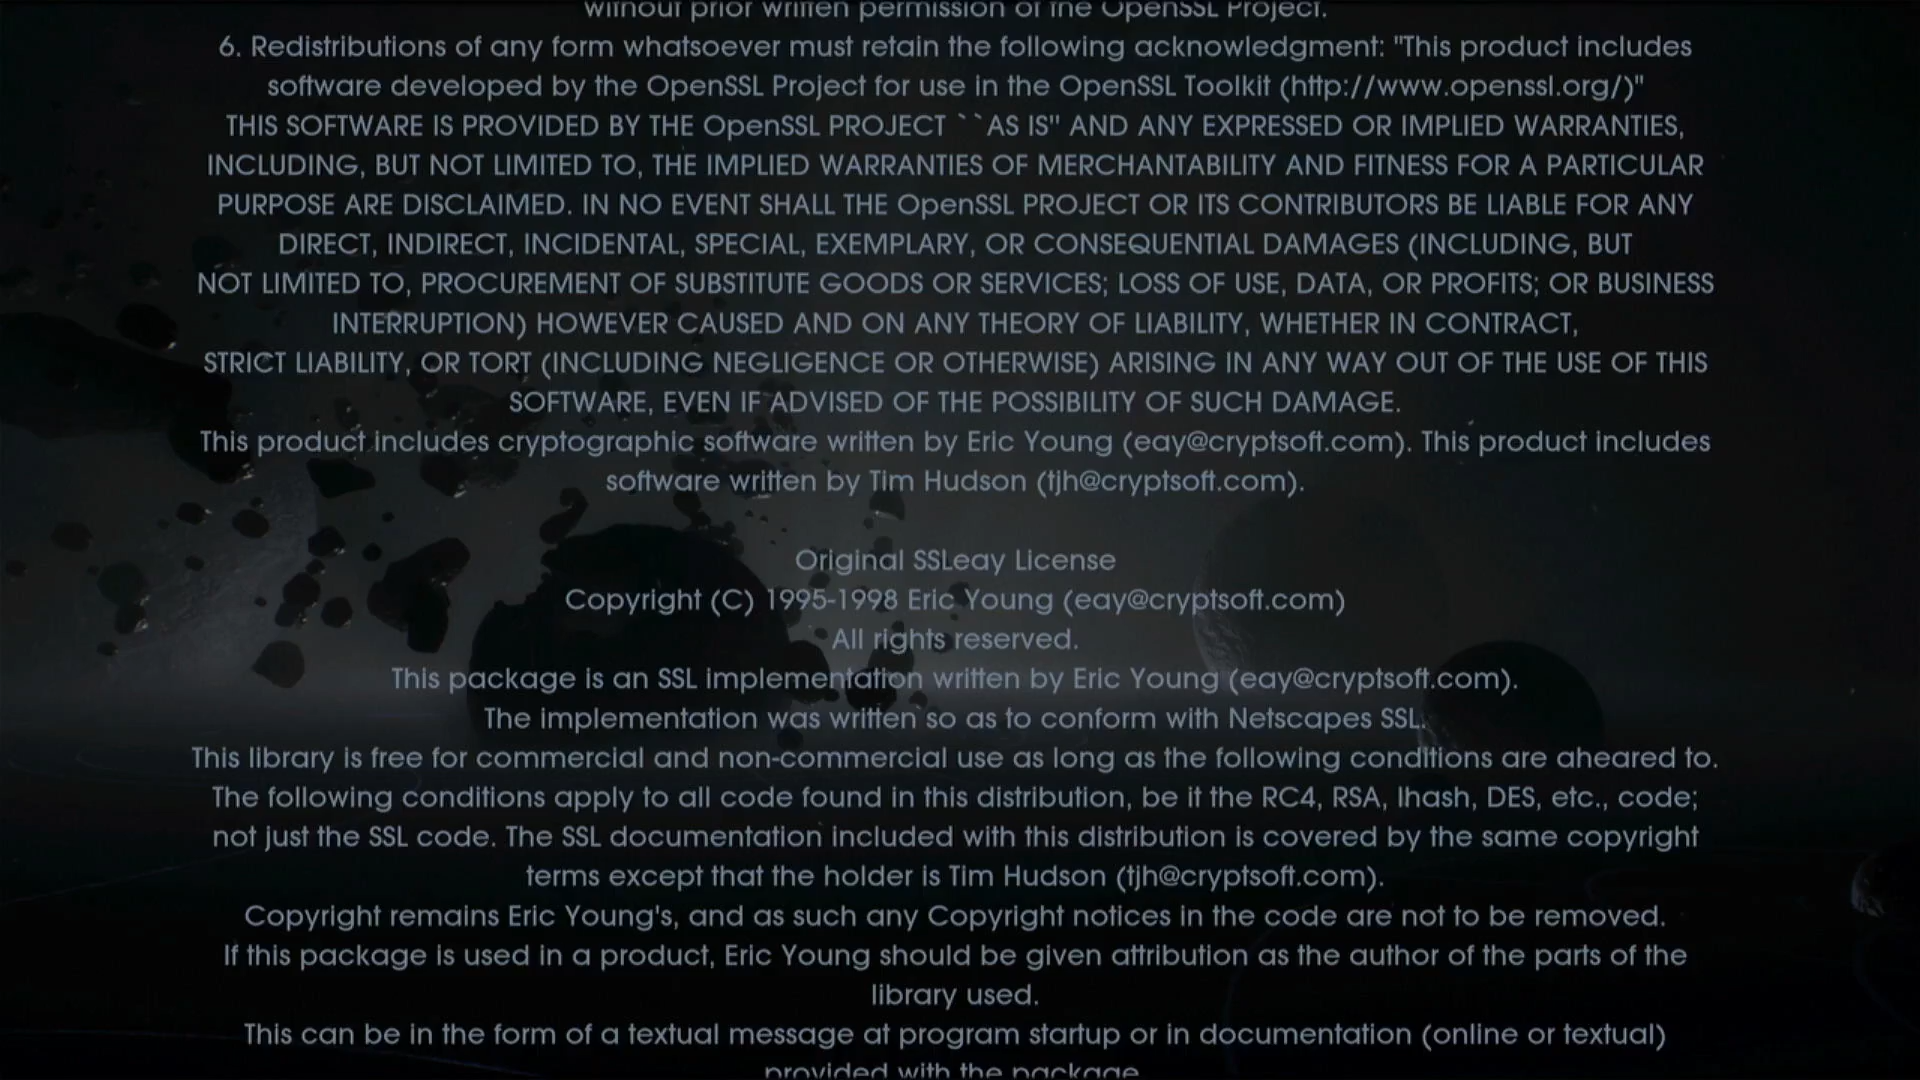 without prior written permission of the OpenSSL Project.
6. Redistributions of any form whatsoever must retain the following acknowledgment: "This product includes
software developed by the OpenSSL Project for use in the OpenSSL Toolkit (http://www.openssl.org/)"
THIS SOFTWARE IS PROVIDED BY THE OpenSSL PROJECT ``AS IS'' AND ANY EXPRESSED OR IMPLIED WARRANTIES,
INCLUDING, BUT NOT LIMITED TO, THE IMPLIED WARRANTIES OF MERCHANTABILITY AND FITNESS FOR A PARTICULAR
PURPOSE ARE DISCLAIMED. IN NO EVENT SHALL THE OpenSSL PROJECT OR ITS CONTRIBUTORS BE LIABLE FOR ANY
DIRECT, INDIRECT, INCIDENTAL, SPECIAL, EXEMPLARY, OR CONSEQUENTIAL DAMAGES (INCLUDING, BUT
NOT LIMITED TO, PROCUREMENT OF SUBSTITUTE GOODS OR SERVICES; LOSS OF USE, DATA, OR PROFITS; OR BUSINESS
INTERRUPTION) HOWEVER CAUSED AND ON ANY THEORY OF LIABILITY, WHETHER IN CONTRACT,
STRICT LIABILITY, OR TORT (INCLUDING NEGLIGENCE OR OTHERWISE) ARISING IN ANY WAY OUT OF THE USE OF THIS
SOFTWARE, EVEN IF ADVISED OF THE POSSIBILITY OF SUCH DAMAGE.
This product includes cryptographic software written by Eric Young (eay@cryptsoft.com). This product includes
software written by Tim Hudson (tjh@cryptsoft.com).
Original SSLeay License
Copyright (C) 1995-1998 Eric Young (eay@cryptsoft.com)
All rights reserved.
This package is an SSL implementation written by Eric Young (eay@cryptsoft.com).
The implementation was written so as to conform with Netscapes SSL.
This library is free for commercial and non-commercial use as long as the following conditions are aheared to.
The following conditions apply to all code found in this distribution, be it the RC4, RSA, lhash, DES, etc., code;
not just the SSL code. The SSL documentation included with this distribution is covered by the same copyright
terms except that the holder is Tim Hudson (tjh@cryptsoft.com).
Copyright remains Eric Young's, and as such any Copyright notices in the code are not to be removed.
If this package is used in a product, Eric Young should be given attribution as the author of the parts of the
library used.
This can be in the form of a textual message at program startup or in documentation (online or textual)
provided with the package.